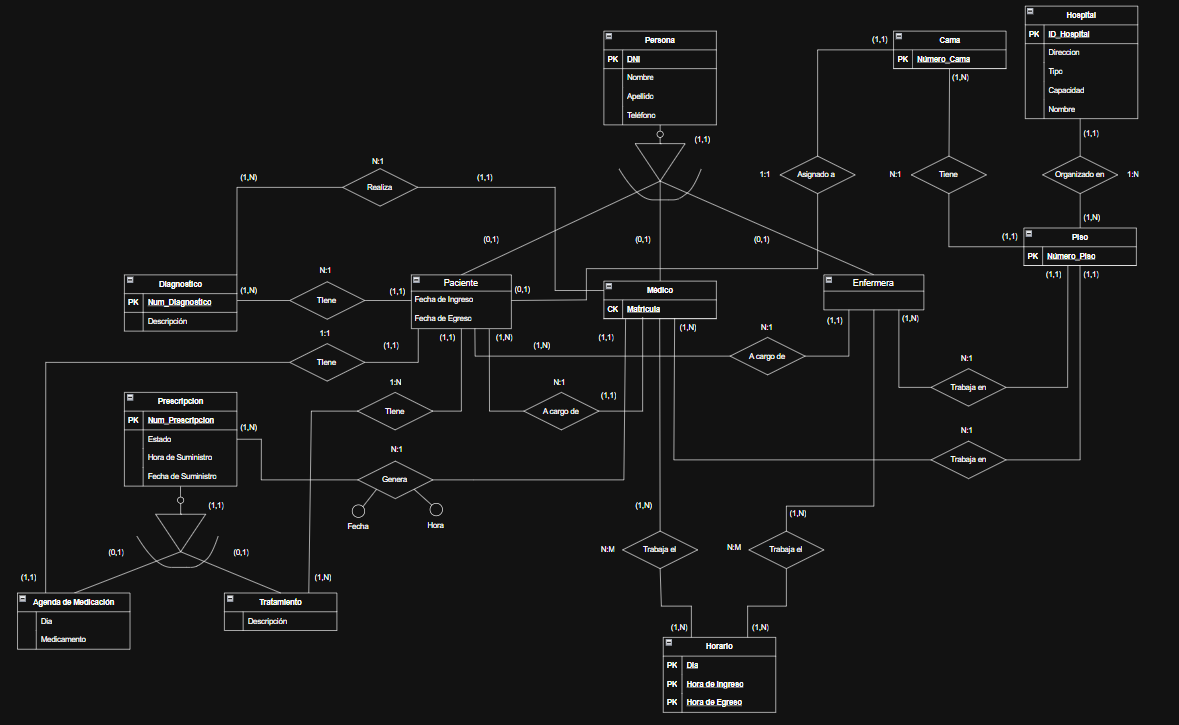 Hospital
PK ID_Hospital
Direccion
Tipo
Capacidad
Nombre
(1,1)
Cama
PK Número_Cama
(1,N)
Persona
PK DNI
Nombre
Apellido
Teléfono
(1,1)
(1,1)
N:1
Realiza
(1,N)
(1,1)
1:1
Asignado a
N:1
Tiene
Organizado en
1:N
(1,N)
(0,1)
(0,1)
(0,1)
(1,1)
Piso
PK Número_Piso
(1,1)
(1,1)
Diagnostico
PK Num_Diagnostico
Descripción
(1,N)
N:1
Tiene
(1,1)
Paciente
Fecha de Ingreso
Fecha de Egreso
(0,1)
Médico
CK Matricula
Enfermera
(1,1)
(1,N)
1:1
Tiene
(1,1)
(1,1)
(1,N)
(1,N)
(1,1)
(1,N)
N:1
A cargo de
N:1
Trabaja en
1:N
Tiene
N:1
A cargo de
(1,1)
N:1
Trabaja en
Prescripcion
PK Num_Prescripcion
Estado
Hora de Suministro
Fecha de Suministro
(1,N)
(1,1)
N:1
Genera
Fecha
Hora
(1,N)
(1,N)
N:M
Trabaja el
N:M
Trabaja el
(0,1)
(0,1)
(1,1)
(1,N)
Agenda de Medicación
Dia
Medicamento
Tratamiento
Descripción
(1,N)
(1,N)
Horario
PK Dia
PK Hora de Ingreso
PK Hora de Egreso